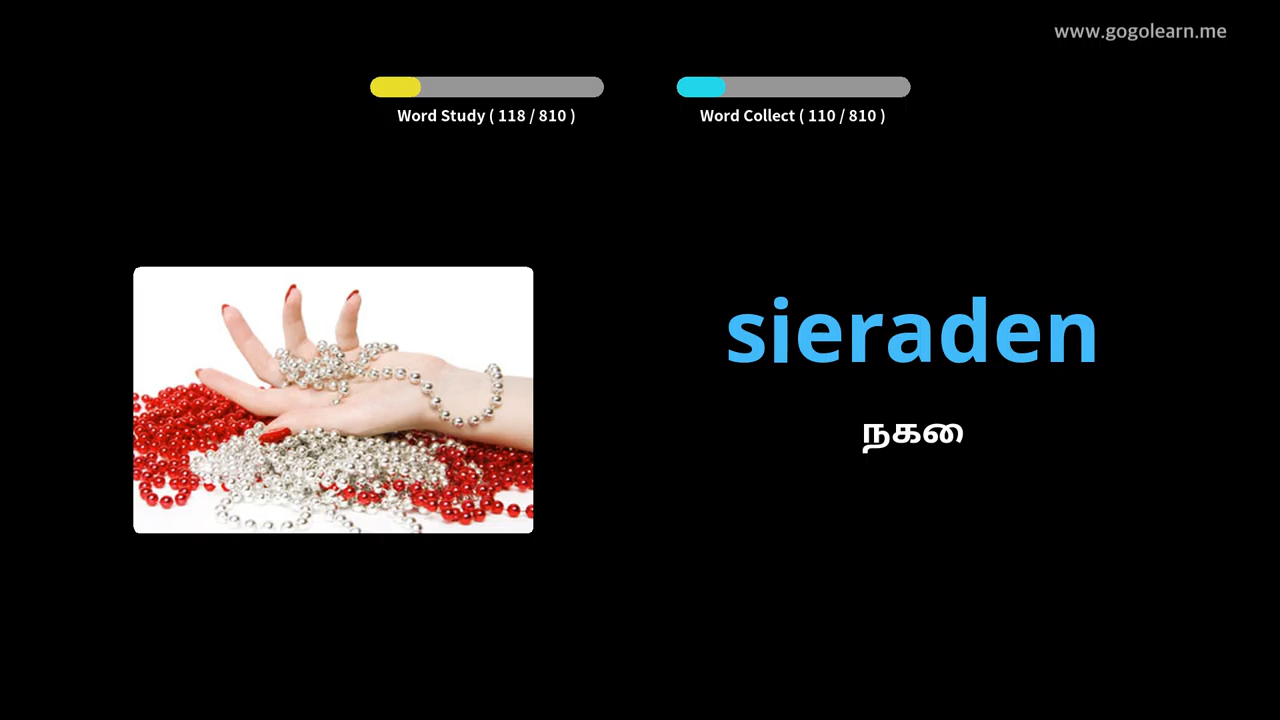 www.gogolearn.me
Word Study ( 118 / 810 )
Word Collect ( 110 / 810 )
sieraden
நகை